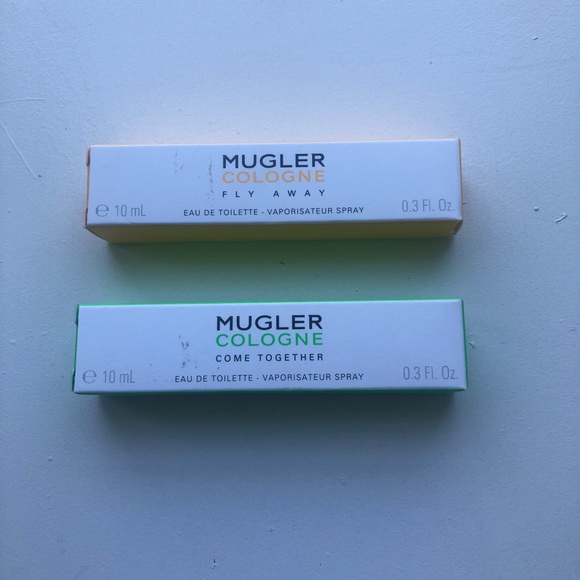 MUGLER
COLOGNE
FLY AWAY
℮ 10 mL EAU DE TOILETTE - VAPORISATEUR SPRAY 0.3 Fl. Oz.
MUGLER
COLOGNE
COME TOGETHER
℮ 10 mL EAU DE TOILETTE - VAPORISATEUR SPRAY 0.3 Fl. Oz.